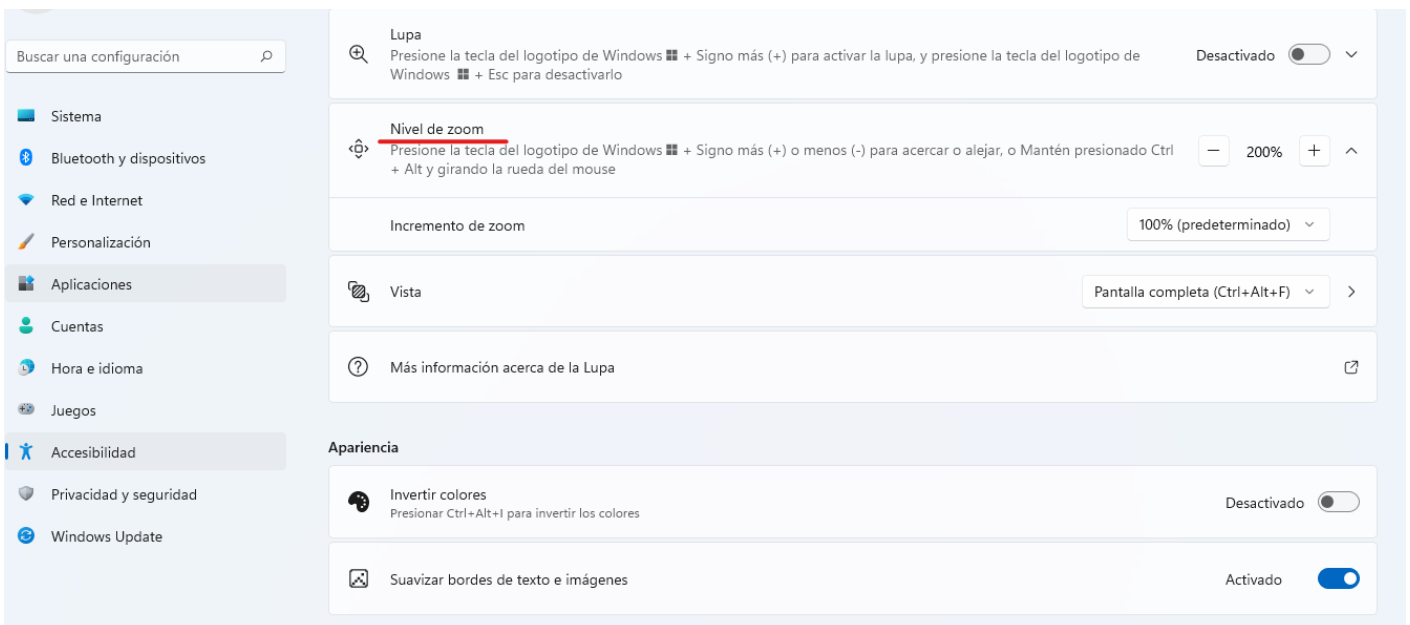 Buscar una configuración
Sistema
Bluetooth y dispositivos
Red e Internet
Personalización
Aplicaciones
Cuentas
Hora e idioma
Juegos
Accesibilidad
Privacidad y seguridad
Windows Update
Lupa
Presione la tecla del logotipo de Windows + Signo más (+) para activar la lupa, y presione la tecla del logotipo de
Windows + Esc para desactivarlo
Desactivado
Nivel de zoom
Presione la tecla del logotipo de Windows + Signo más (+) o menos (-) para acercar o alejar, o Mantén presionado Ctrl
+ Alt y girando la rueda del mouse
200%
Incremento de zoom
100% (predeterminado)
Vista
Pantalla completa (Ctrl+Alt+F)
Más información acerca de la Lupa
Apariencia
Invertir colores
Presionar Ctrl+Alt+I para invertir los colores
Desactivado
Suavizar bordes de texto e imágenes
Activado